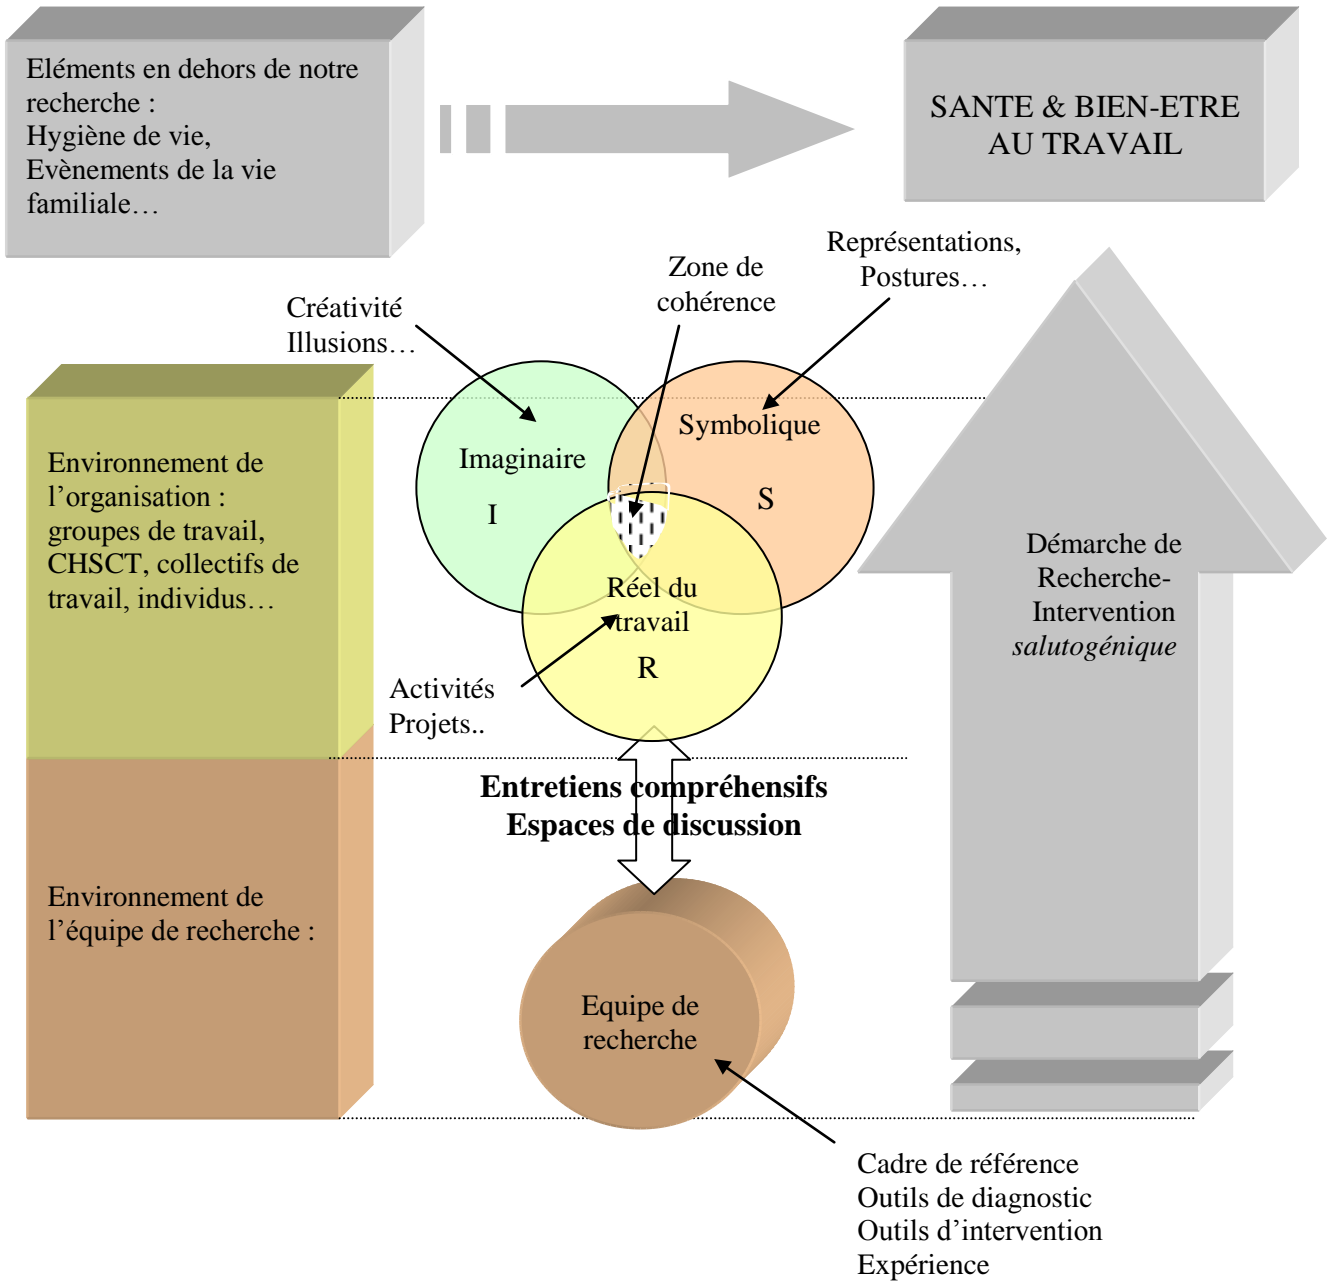 Eléments en dehors de notre
recherche :
Hygiène de vie,
Evènements de la vie
familiale…
SANTE & BIEN-ETRE
AU TRAVAIL
Représentations,
Postures…
Zone de
cohérence
Créativité
Illusions…
Symbolique
S
Imaginaire
I
Environnement de
l’organisation :
groupes de travail,
CHSCT, collectifs de
travail, individus…
Réel du
travail
R
Démarche de
Recherche-
Intervention
salutogénique
Activités
Projets..
Entretiens compréhensifs
Espaces de discussion
Environnement de
l’équipe de recherche :
Equipe de
recherche
Cadre de référence
Outils de diagnostic
Outils d’intervention
Expérience